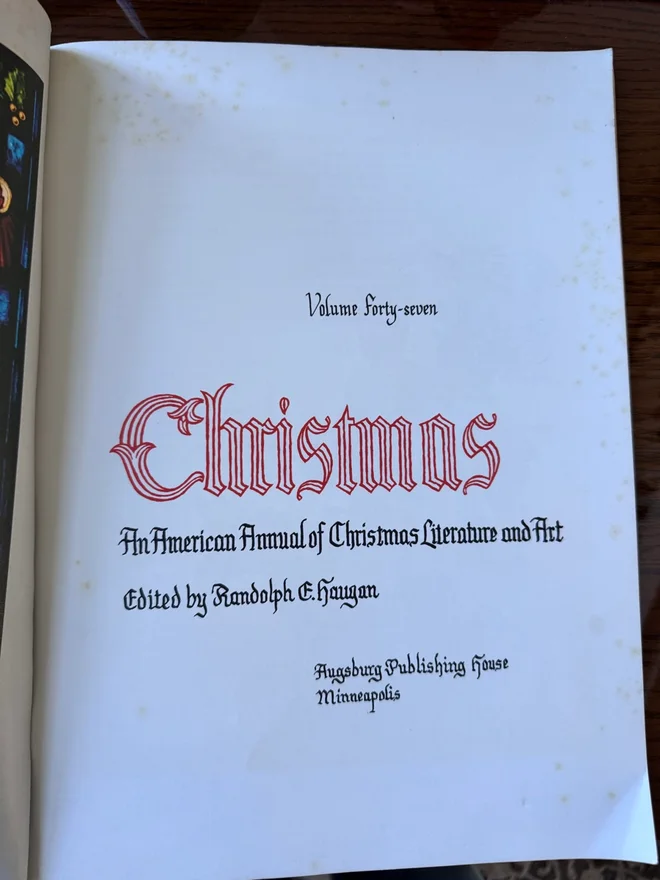 Volume Forty-seven
Christmas
An American Annual of Christmas Literature and Art
Edited by Randolph E. Haugan
Augsburg Publishing House
Minneapolis